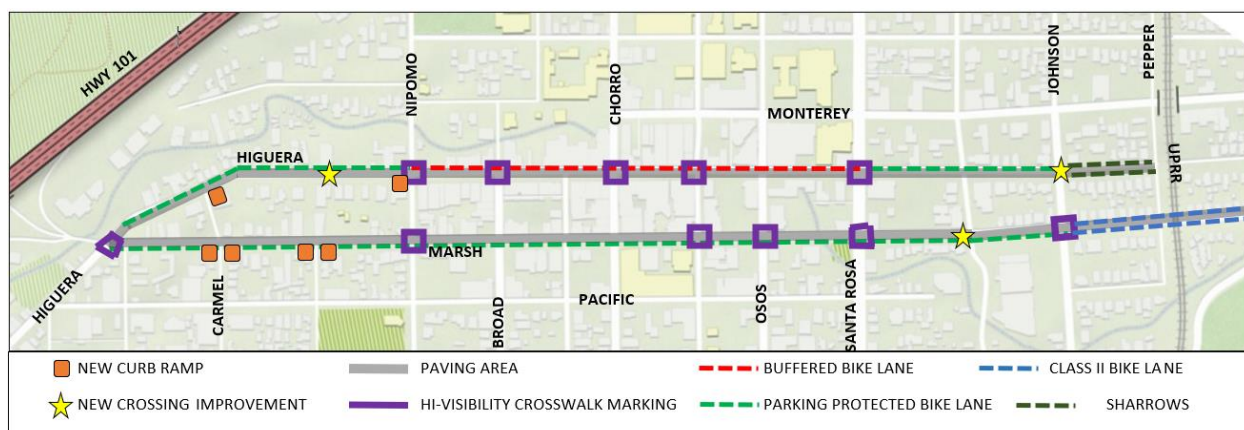 HWY 101
NIPOMO
CHORRO
MONTEREY
JOHNSON
PEPPER
HIGUERA
UPRR
MARSH
HIGUERA
CARMEL
BROAD
PACIFIC
OSOS
SANTA ROSA
NEW CURB RAMP
PAVING AREA
BUFFERED BIKE LANE
CLASS II BIKE LANE
NEW CROSSING IMPROVEMENT
HI-VISIBILITY CROSSWALK MARKING
PARKING PROTECTED BIKE LANE
SHARROWS